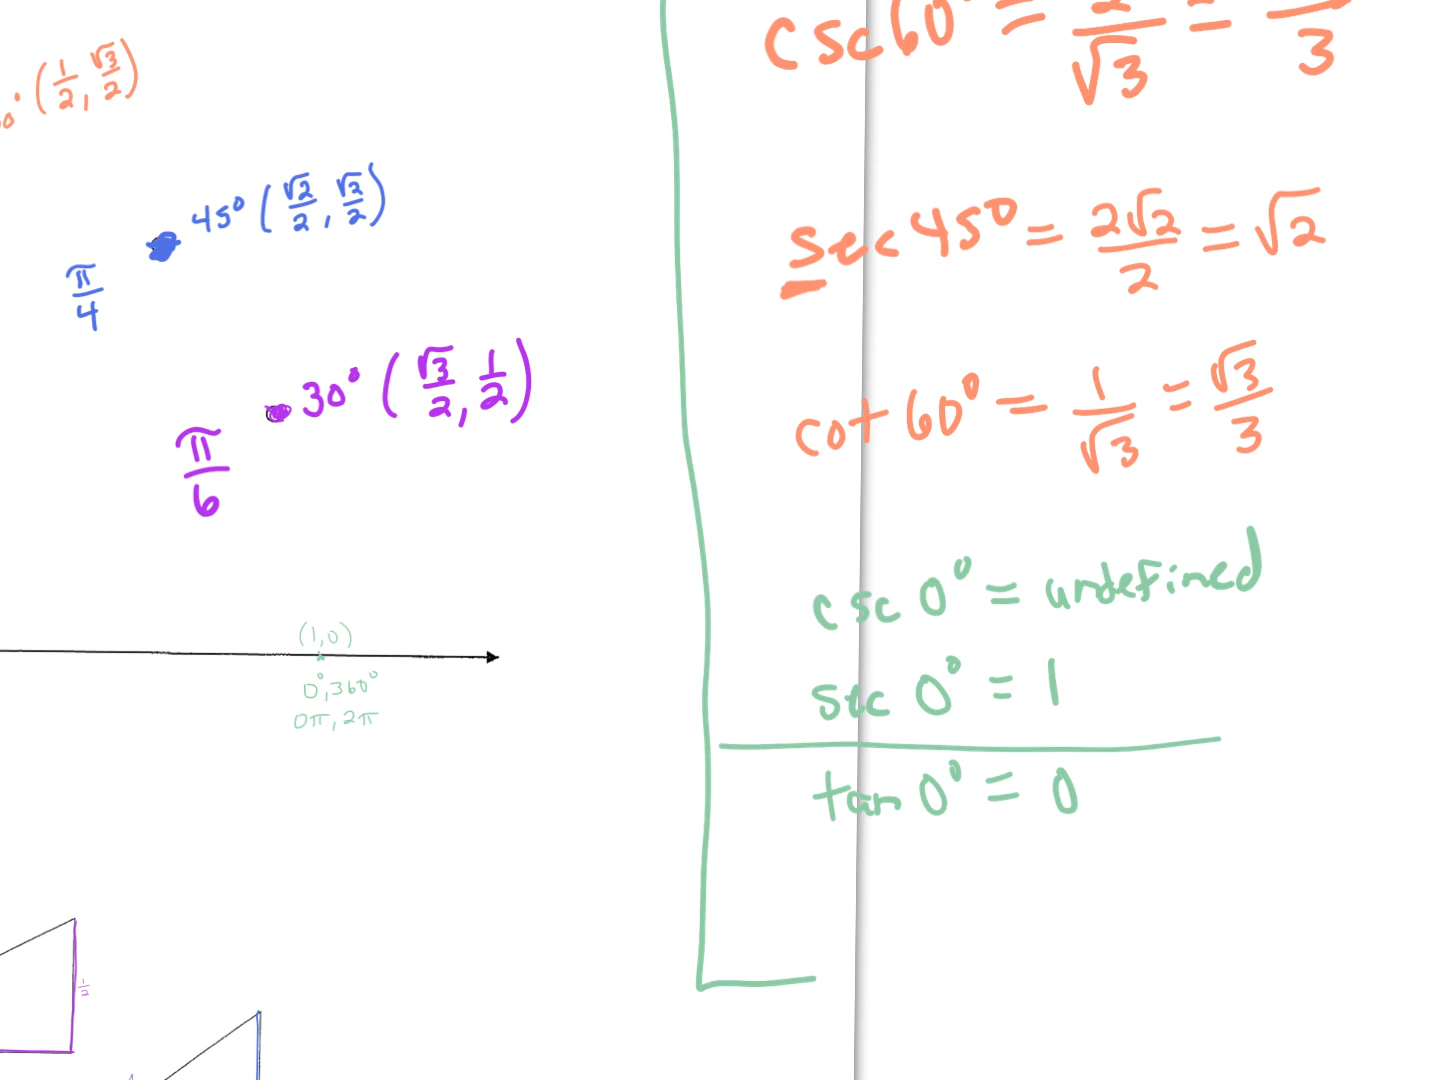 (1/2, √3/2)
45° (√2/2, √2/2)
π/4
30° (√3/2, 1/2)
π/6
(1,0)
0°, 360°
0π, 2π
1/2
csc 60° = 2/√3 = /3
sec 45° = 2√2/2 = √2
cot 60° = 1/√3 = √3/3
csc 0° = undefined
sec 0° = 1
tan 0° = 0